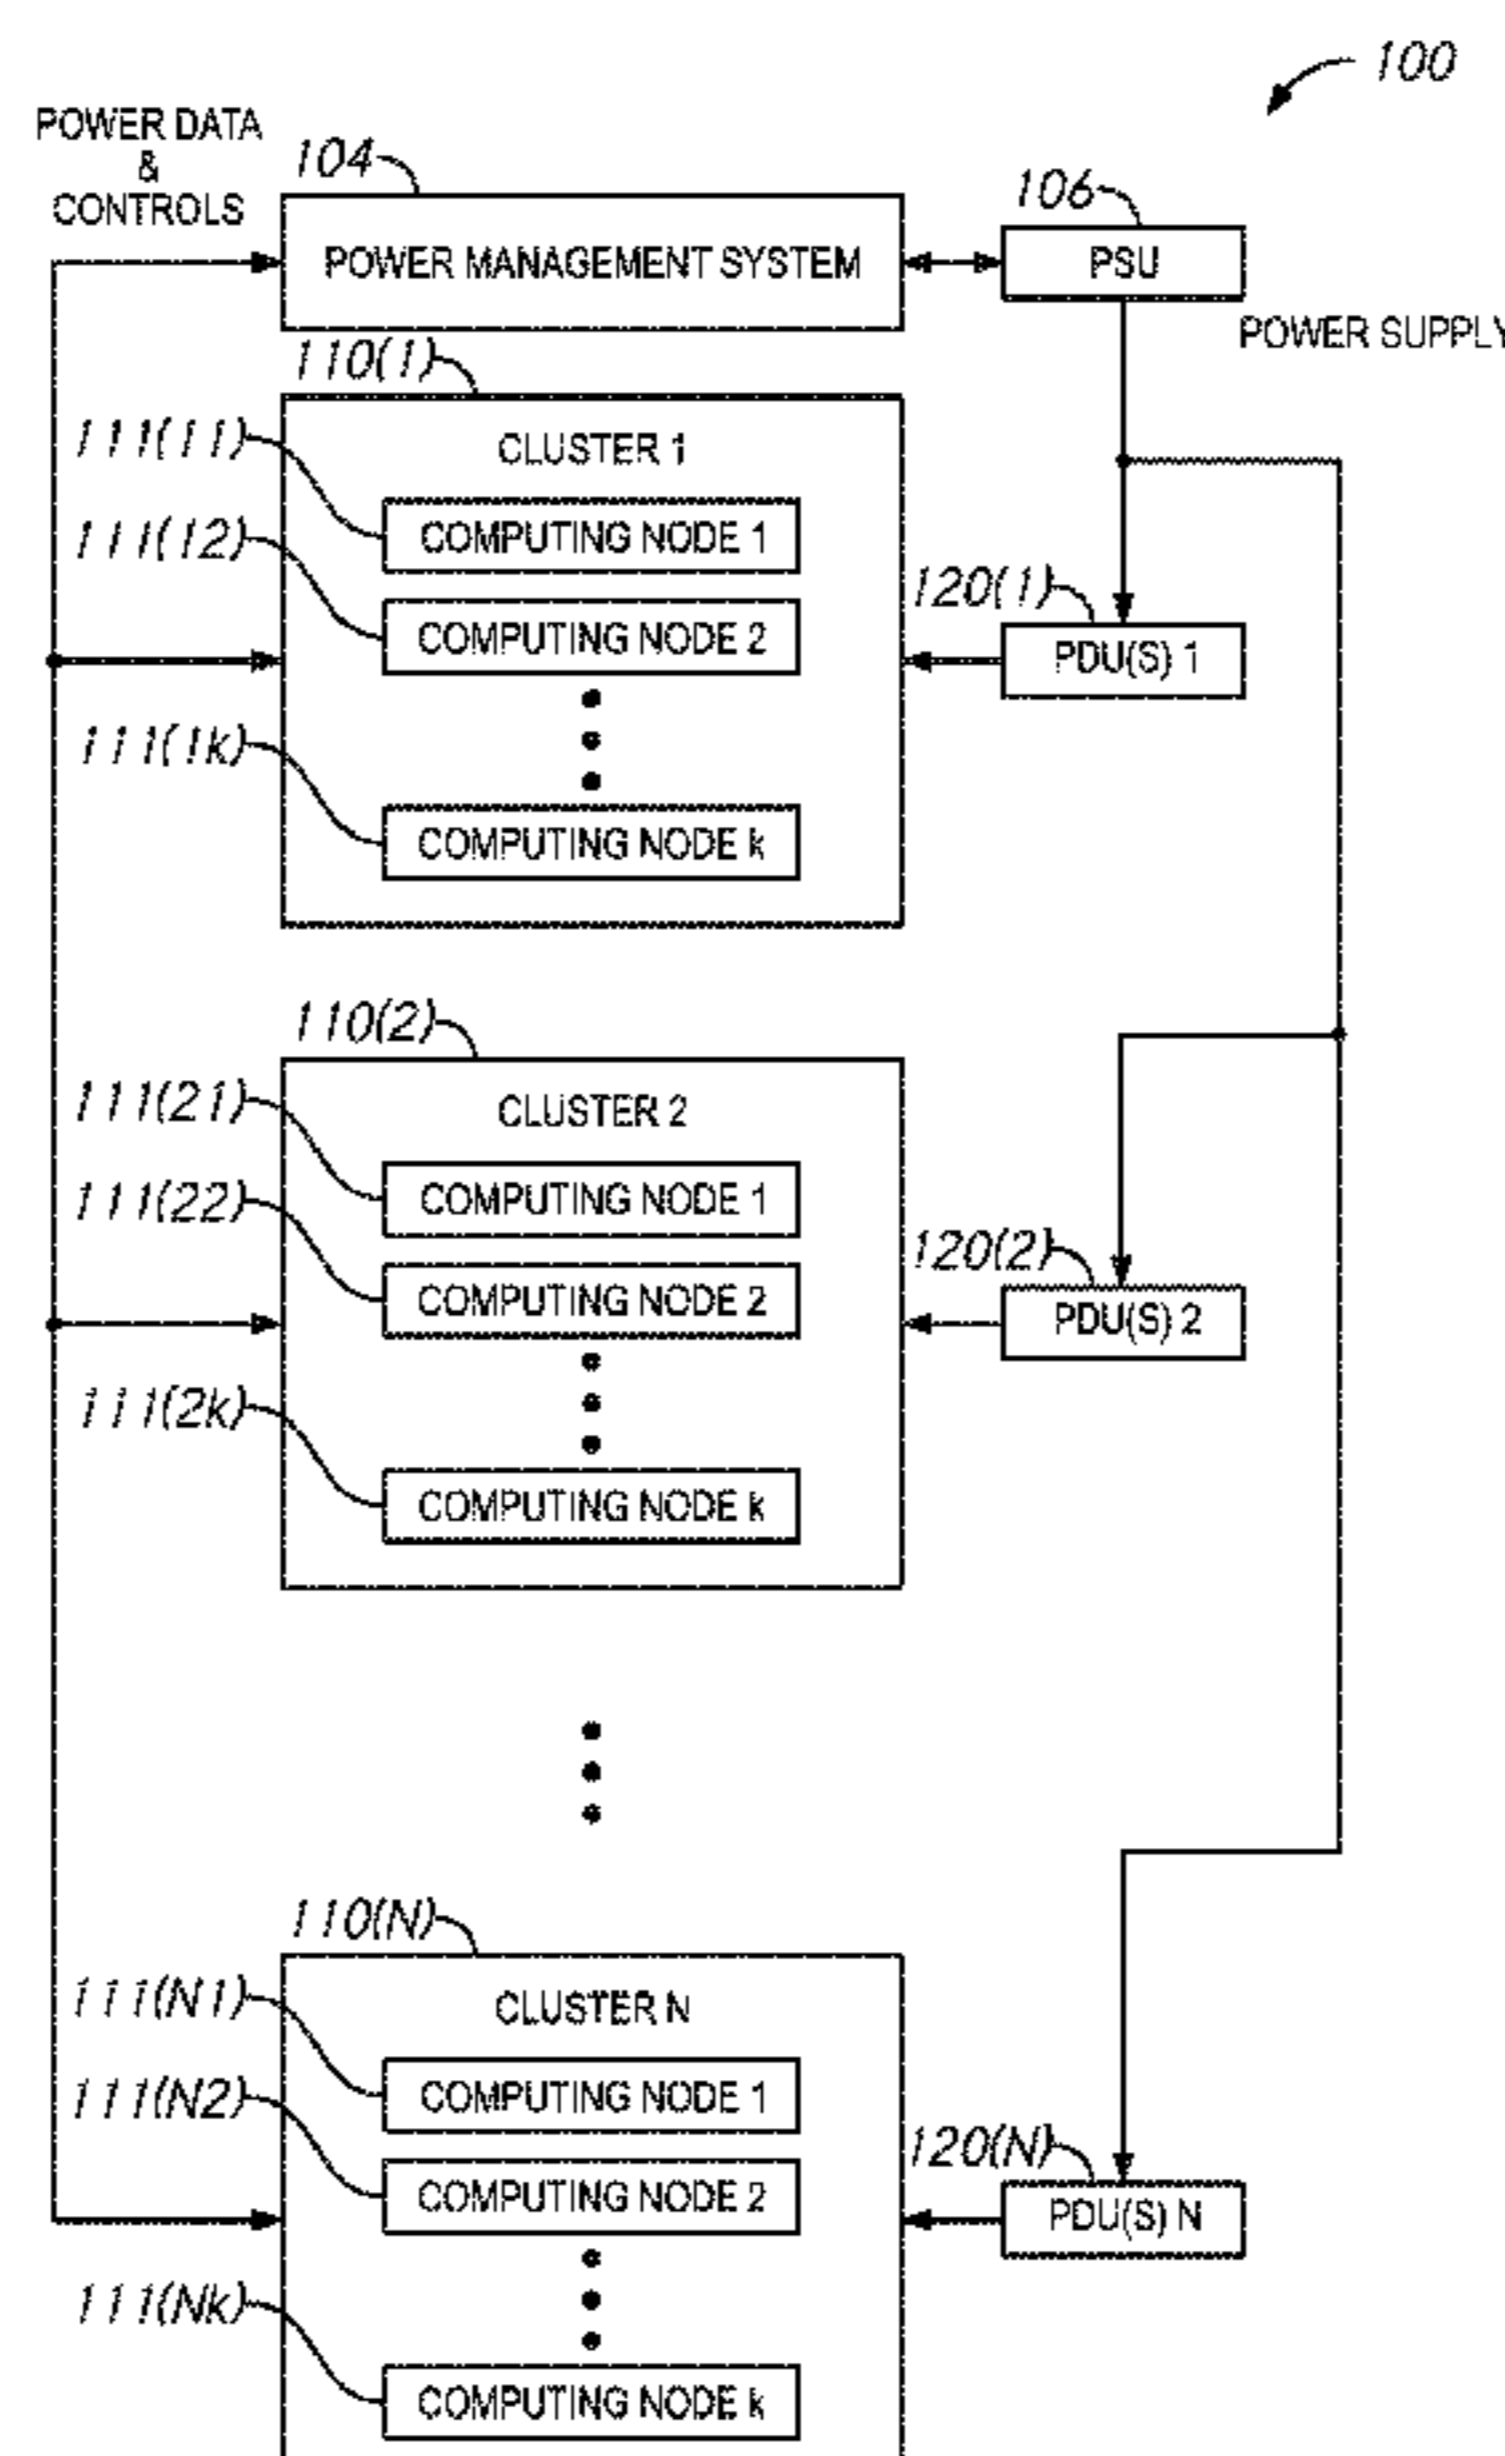 100
POWER DATA
&
CONTROLS
104
POWER MANAGEMENT SYSTEM
106
PSU
POWER SUPPLY
110(1)
CLUSTER 1
111(11)
COMPUTING NODE 1
111(12)
COMPUTING NODE 2
111(1k)
COMPUTING NODE k
120(1)
PDU(S) 1
110(2)
CLUSTER 2
111(21)
COMPUTING NODE 1
111(22)
COMPUTING NODE 2
111(2k)
COMPUTING NODE k
120(2)
PDU(S) 2
110(N)
CLUSTER N
111(N1)
COMPUTING NODE 1
111(N2)
COMPUTING NODE 2
111(Nk)
COMPUTING NODE k
120(N)
PDU(S) N